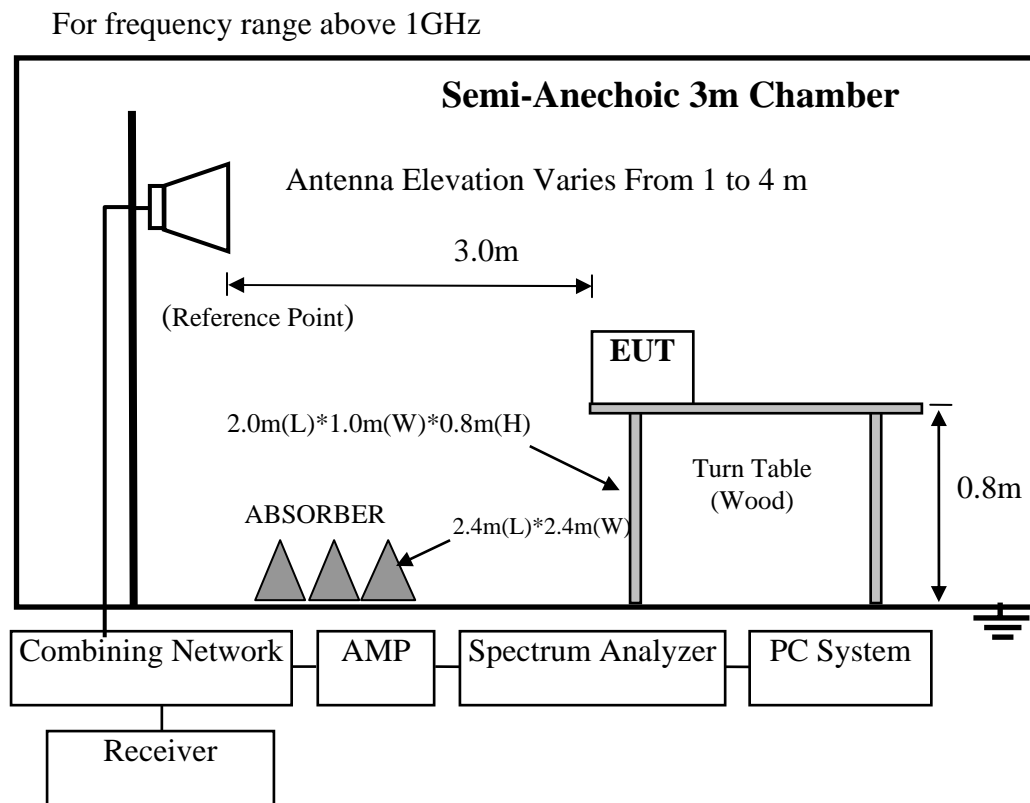 For frequency range above 1GHz
Semi-Anechoic 3m Chamber
Antenna Elevation Varies From 1 to 4 m
3.0m
(Reference Point)
EUT
2.0m(L)*1.0m(W)*0.8m(H)
Turn Table
(Wood)
0.8m
ABSORBER
2.4m(L)*2.4m(W)
Combining Network
AMP
Spectrum Analyzer
PC System
Receiver